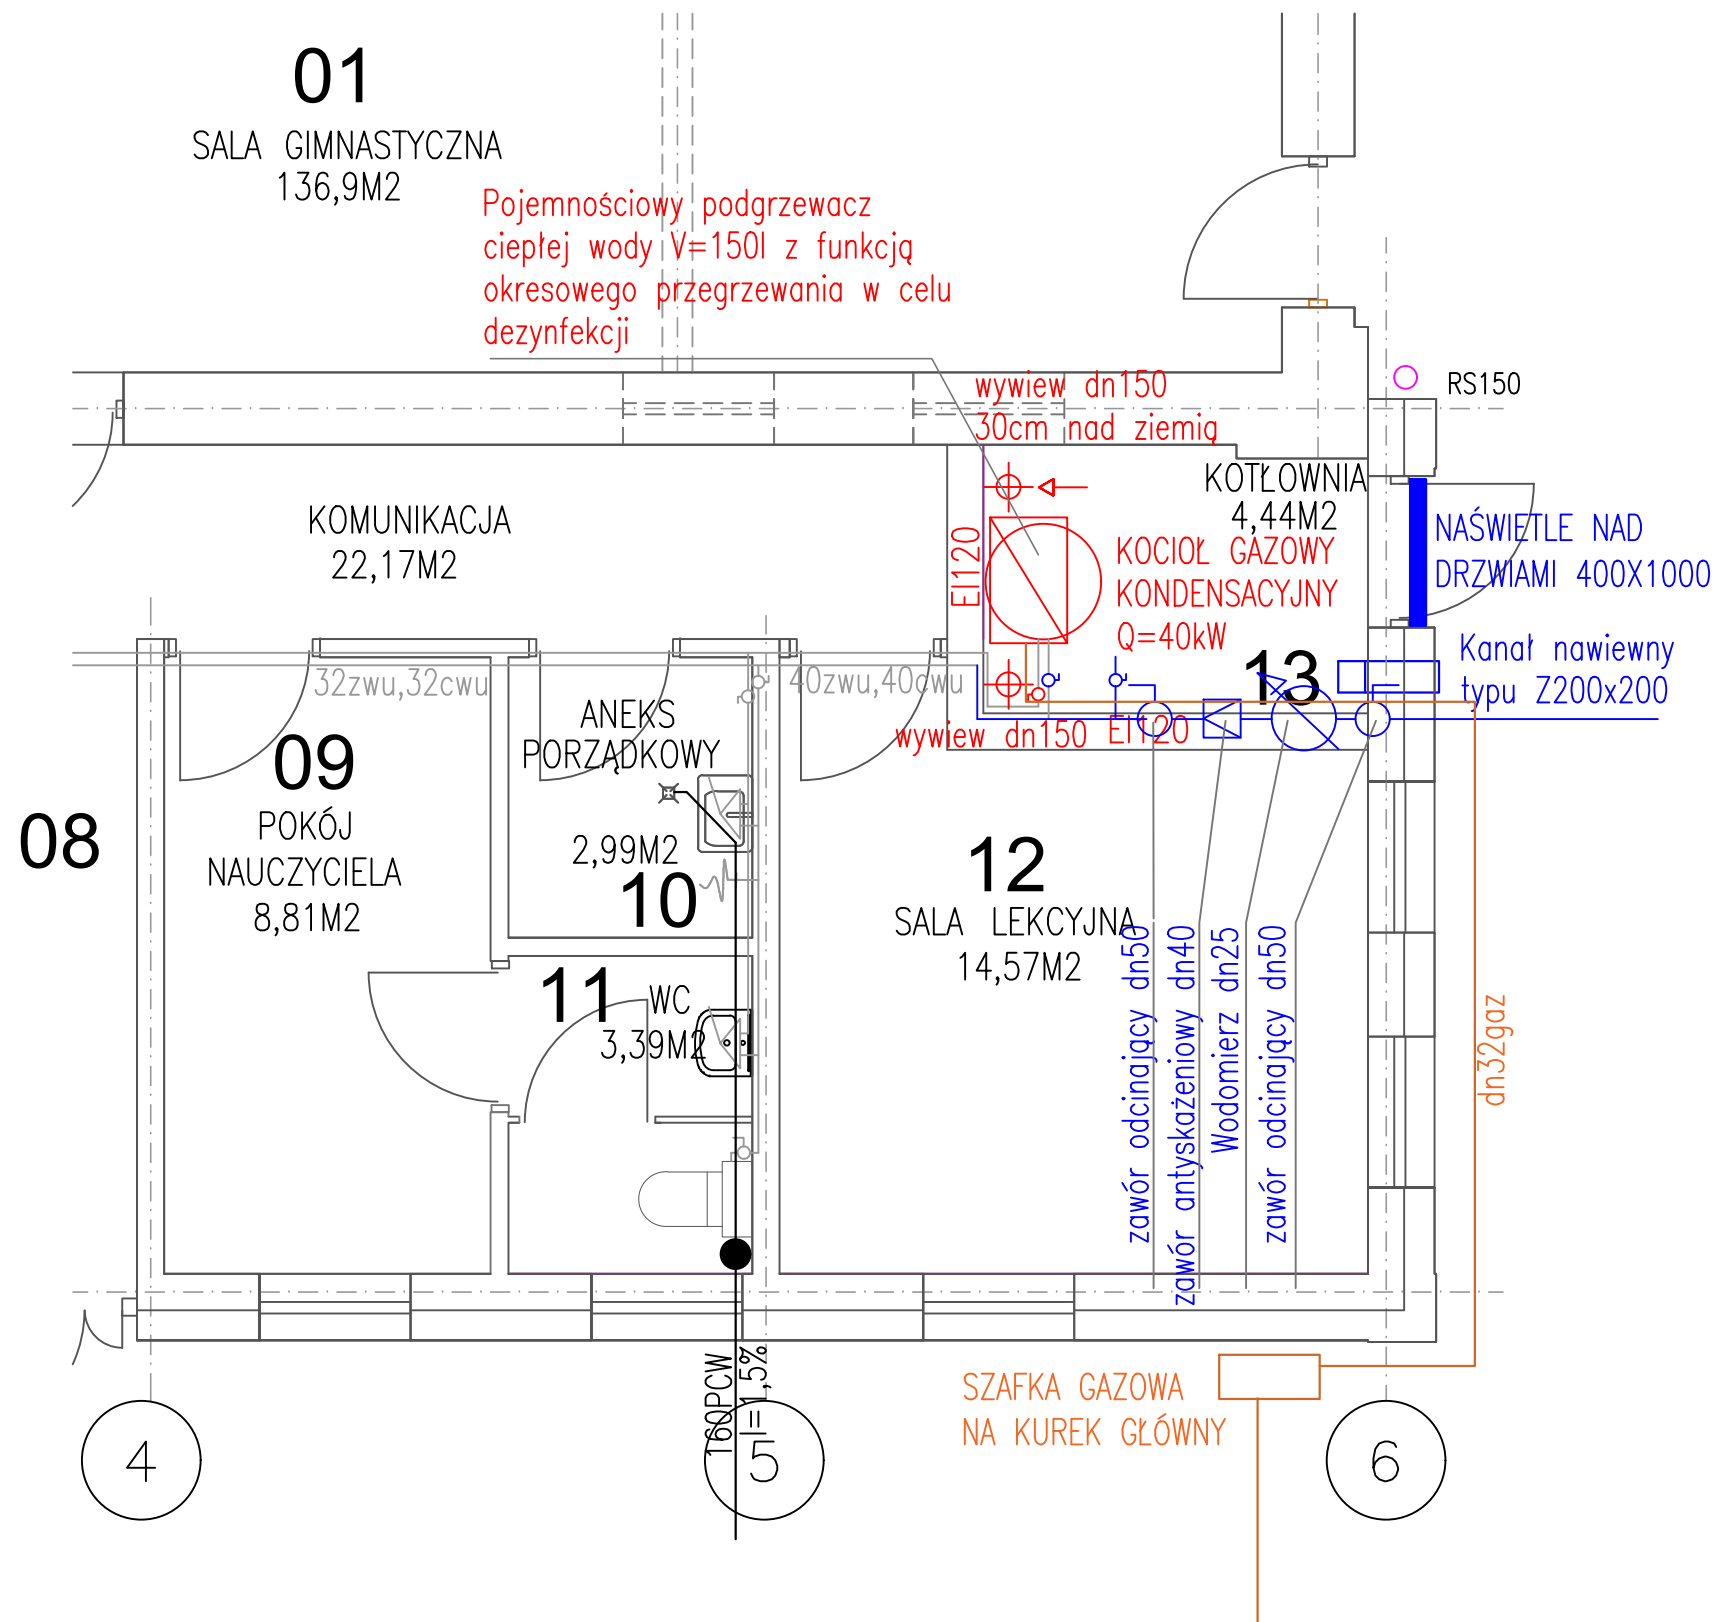 01
SALA GIMNASTYCZNA
136,9M2
Pojemnościowy podgrzewacz
ciepłej wody V=150l z funkcją
okresowego przegrzewania w celu
dezynfekcji
wywiew dn150
30cm nad ziemią
RS150
KOTŁOWNIA
4,44M2
KOMUNIKACJA
22,17M2
EI120
KOCIOŁ GAZOWY
KONDENSACYJNY
Q=40kW
NAŚWIETLE NAD
DRZWIAMI 400X1000
13
Kanał nawiewny
typu Z200x200
32zwu,32cwu
40zwu,40cwu
wywiew dn150
EI120
ANEKS
PORZĄDKOWY
2,99M2
10
09
POKÓJ
NAUCZYCIELA
8,81M2
08
12
SALA LEKCYJNA
14,57M2
11
WC
3,39M2
zawór odcinający dn50
zawór antyskażeniowy dn40
Wodomierz dn25
zawór odcinający dn50
dn32gaz
160PCW
I=1,5%
SZAFKA GAZOWA
NA KUREK GŁÓWNY
4
5
6